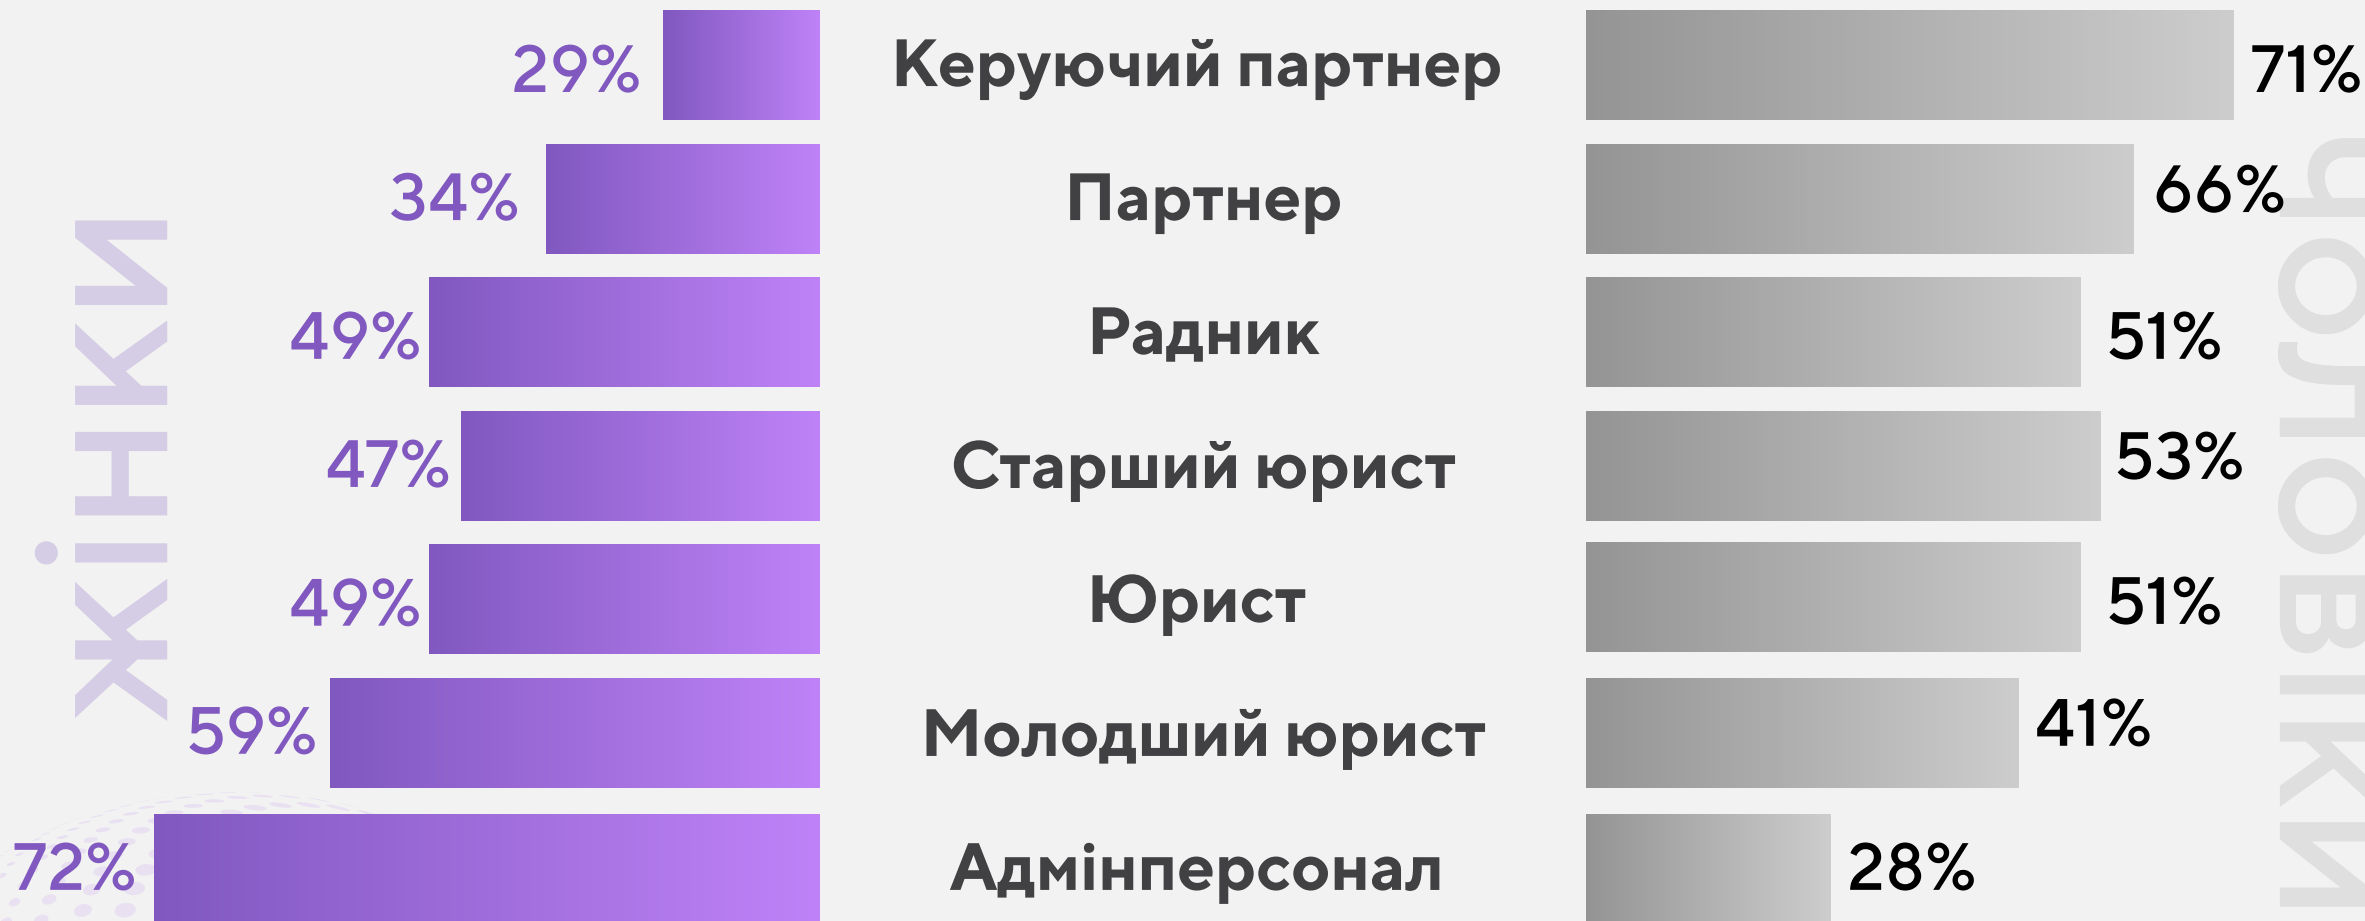 29% Керуючий партнер 71%
34% Партнер 66%
49% Радник 51%
47% Старший юрист 53%
49% Юрист 51%
59% Молодший юрист 41%
72% Адмінперсонал 28%
ЖІНКИ
ЧОЛОВІКИ